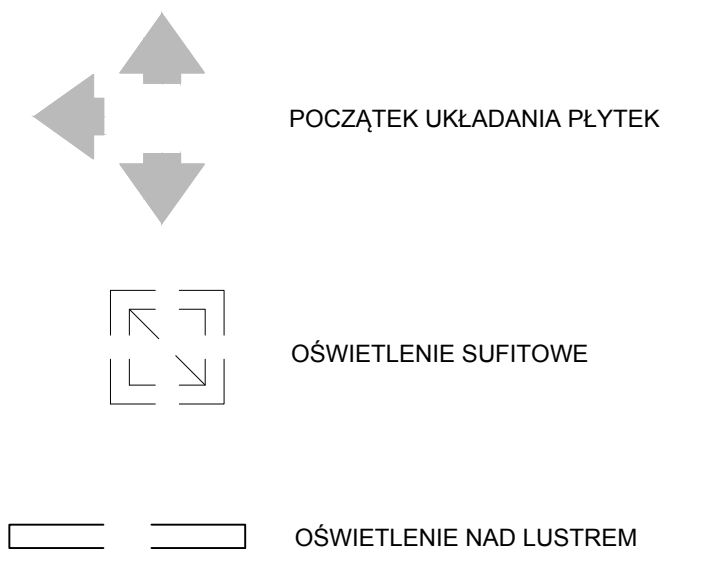 POCZĄTEK UKŁADANIA PŁYTEK
OŚWIETLENIE SUFITOWE
OŚWIETLENIE NAD LUSTREM